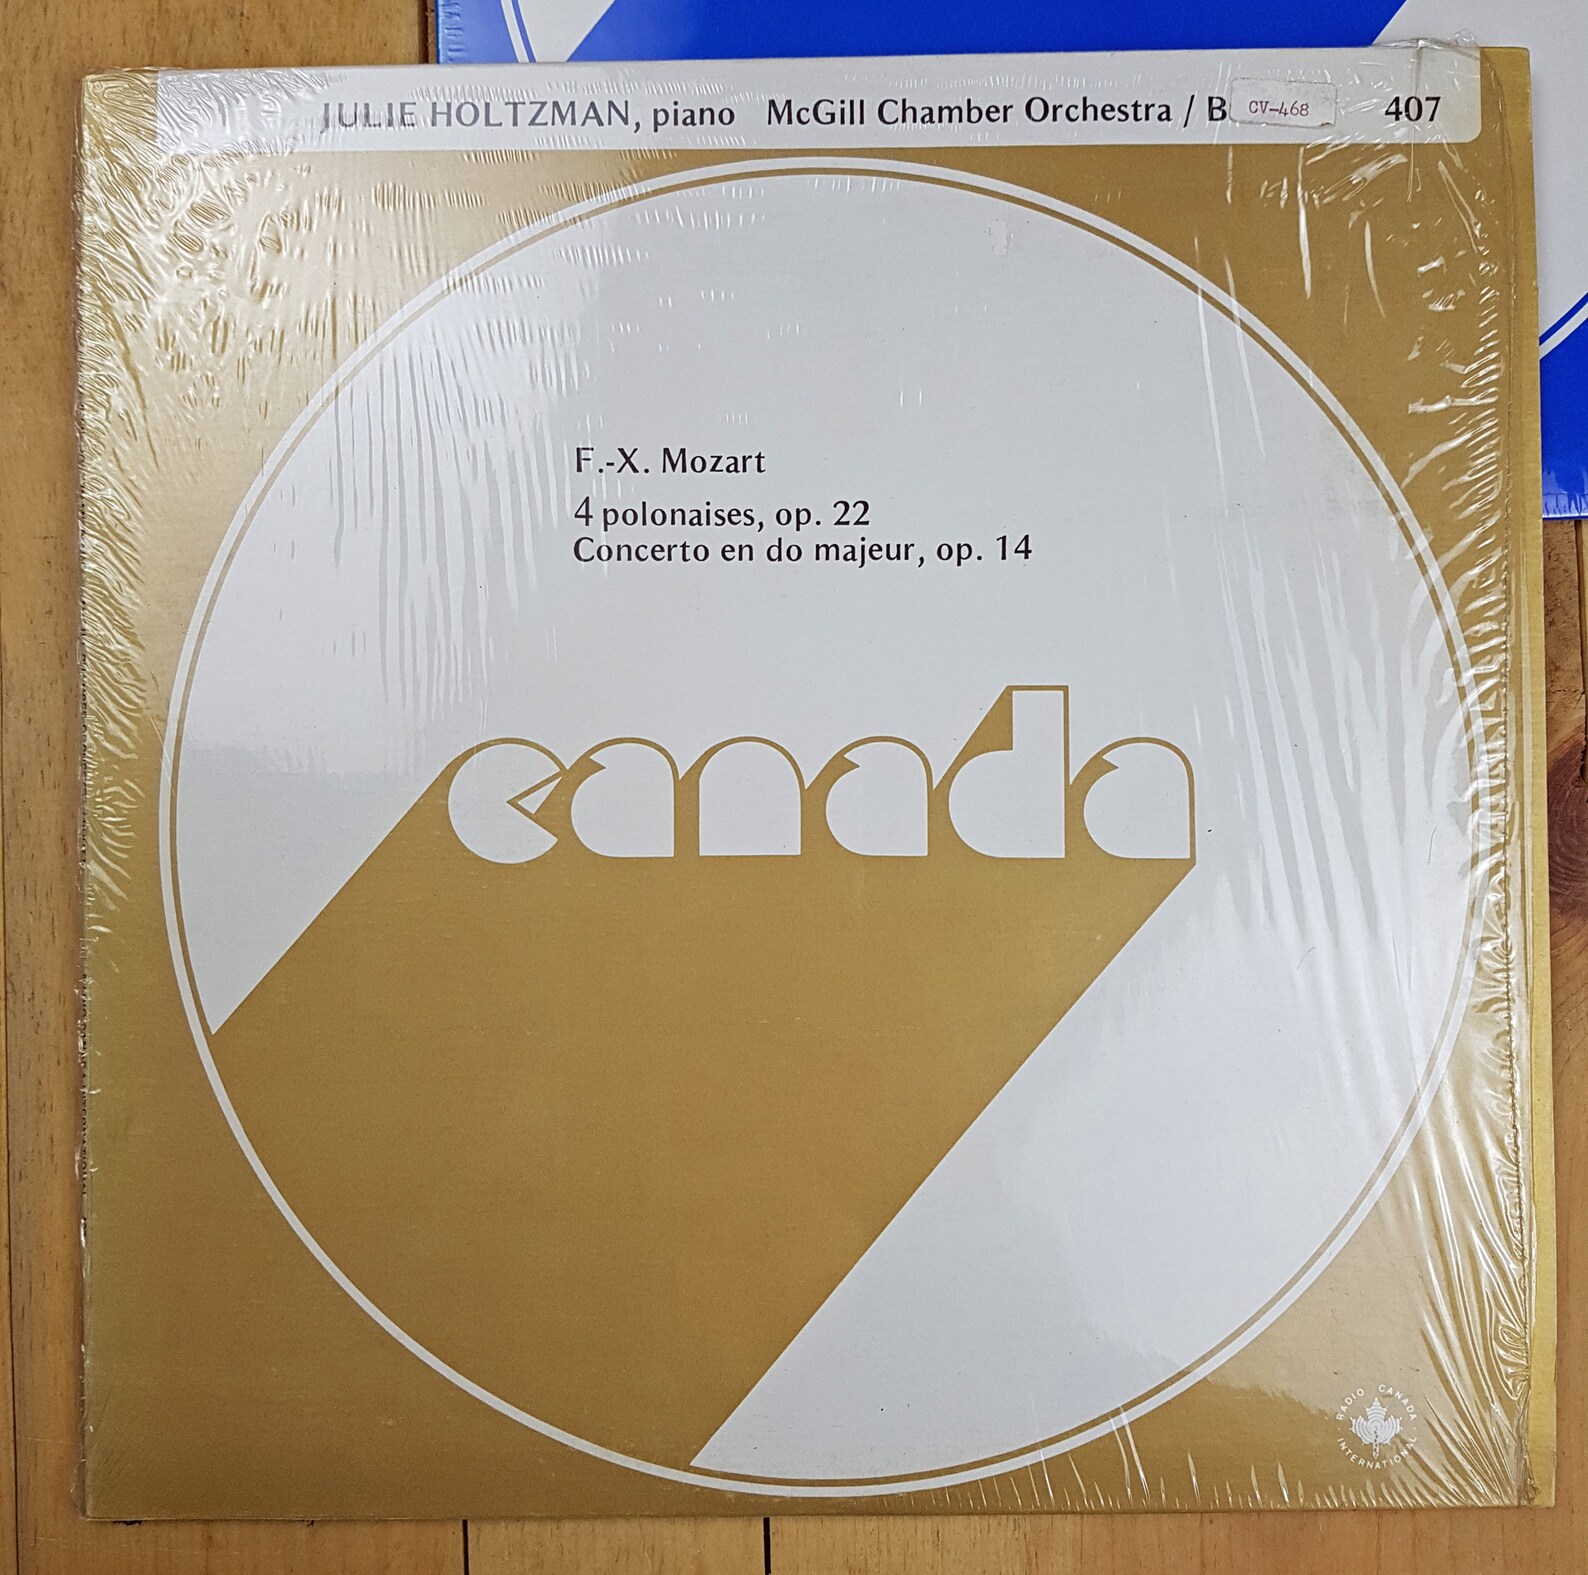 JULIE HOLTZMAN, piano McGill Chamber Orchestra / B CV-468 407
F.-X. Mozart
4 polonaises, op. 22
Concerto en do majeur, op. 14
canada
RADIO CANADA
INTERNATIONAL